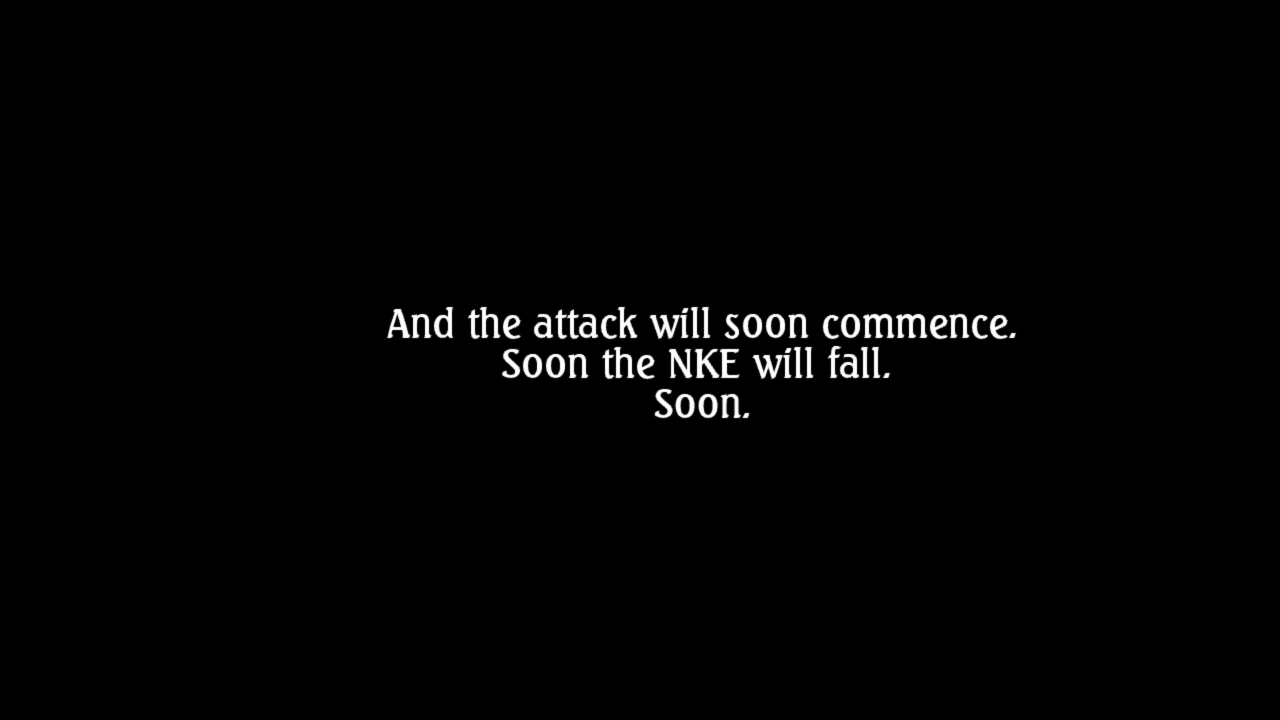 And the attack will soon commence.
Soon the NKE will fall.
Soon.